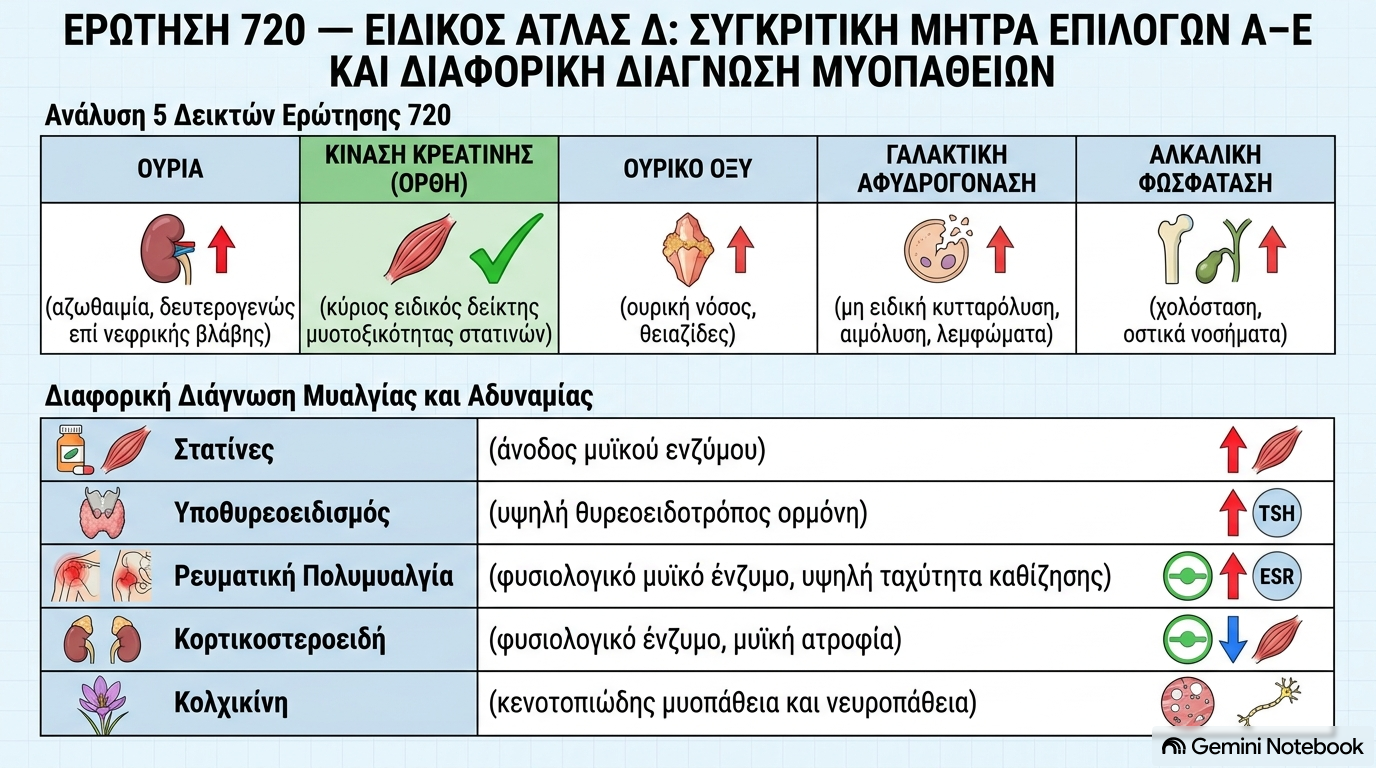 ΕΡΩΤΗΣΗ 720 — ΕΙΔΙΚΟΣ ΑΤΛΑΣ Δ: ΣΥΓΚΡΙΤΙΚΗ ΜΗΤΡΑ ΕΠΙΛΟΓΩΝ Α–Ε
ΚΑΙ ΔΙΑΦΟΡΙΚΗ ΔΙΑΓΝΩΣΗ ΜΥΟΠΑΘΕΙΩΝ
Ανάλυση 5 Δεικτών Ερώτησης 720
ΟΥΡΙΑ
ΚΙΝΑΣΗ ΚΡΕΑΤΙΝΗΣ
(ΟΡΘΗ)
ΟΥΡΙΚΟ ΟΞΥ
ΓΑΛΑΚΤΙΚΗ
ΑΦΥΔΡΟΓΟΝΑΣΗ
ΑΛΚΑΛΙΚΗ
ΦΩΣΦΑΤΑΣΗ
(αζωθαιμία, δευτερογενώς
επί νεφρικής βλάβης)
(κύριος ειδικός δείκτης
μυοτοξικότητας στατινών)
(ουρική νόσος,
θειαζίδες)
(μη ειδική κυτταρόλυση,
αιμόλυση, λεμφώματα)
(χολόσταση,
οστικά νοσήματα)
Διαφορική Διάγνωση Μυαλγίας και Αδυναμίας
Στατίνες
(άνοδος μυϊκού ενζύμου)
Υποθυρεοειδισμός
(υψηλή θυρεοειδοτρόπος ορμόνη)
TSH
Ρευματική Πολυμυαλγία
(φυσιολογικό μυϊκό ένζυμο, υψηλή ταχύτητα καθίζησης)
ESR
Κορτικοστεροειδή
(φυσιολογικό ένζυμο, μυϊκή ατροφία)
Κολχικίνη
(κενοτοπιώδης μυοπάθεια και νευροπάθεια)
Gemini Notebook